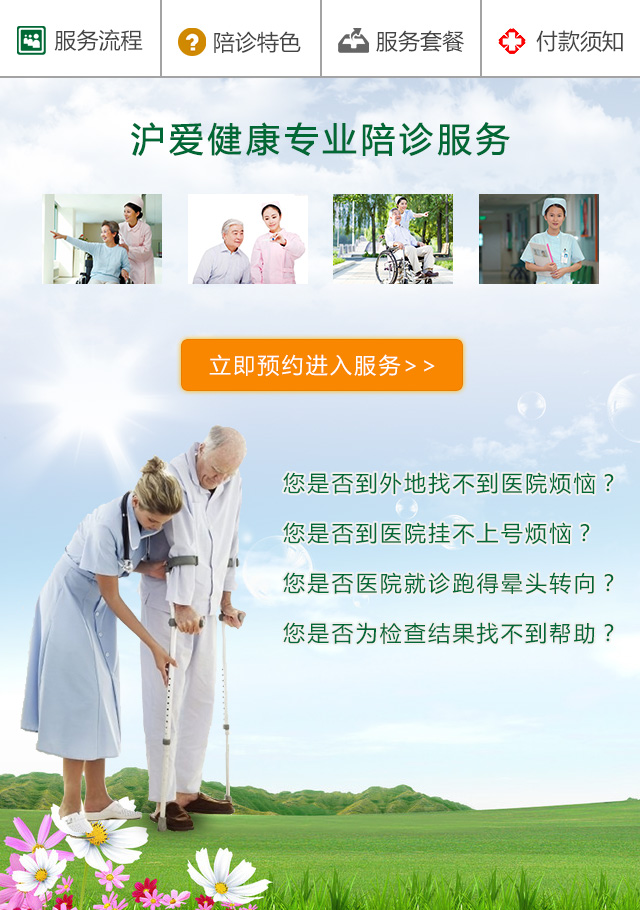 服务流程
陪诊特色
服务套餐
付款须知
沪爱健康专业陪诊服务
立即预约进入服务>>
您是否到外地找不到医院烦恼？
您是否到医院挂不上号烦恼？
您是否医院就诊跑得晕头转向？
您是否为检查结果找不到帮助？